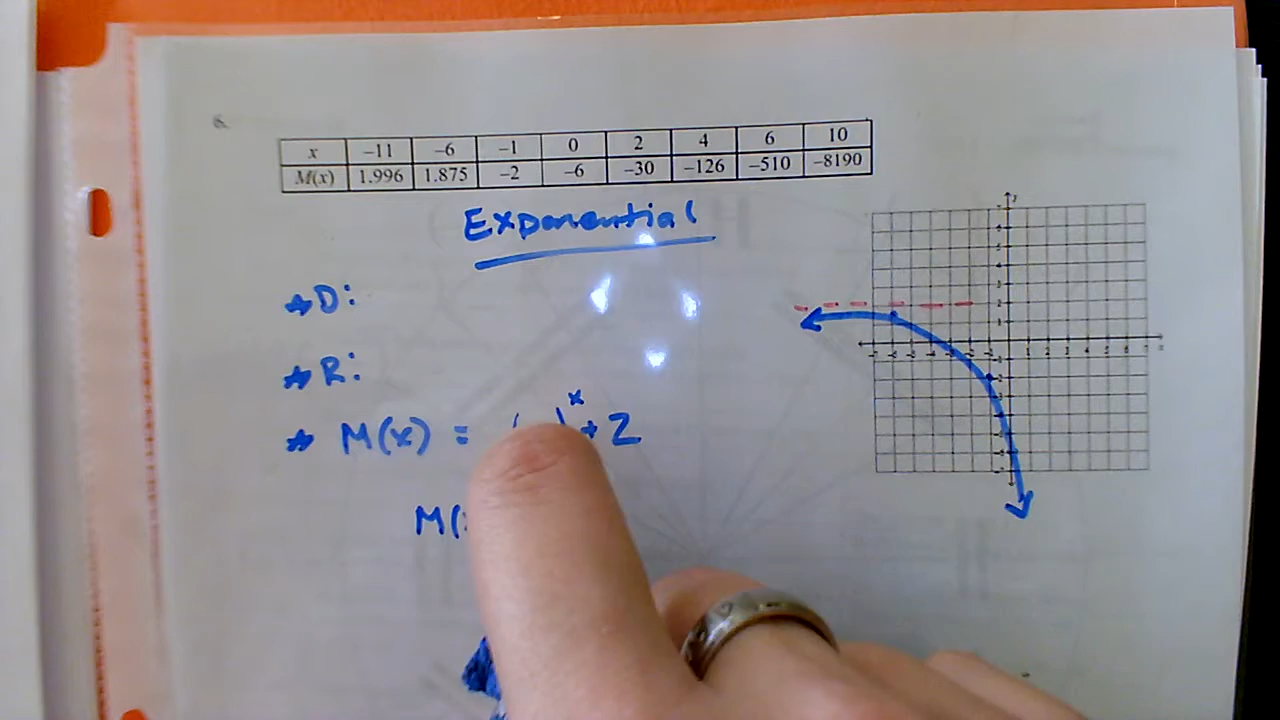 6.
x −11 −6 −1 0 2 4 6 10
M(x) 1.996 1.875 −2 −6 −30 −126 −510 −8190
Exponential
D:
R:
M(x) = ( )ˣ + 2
M(